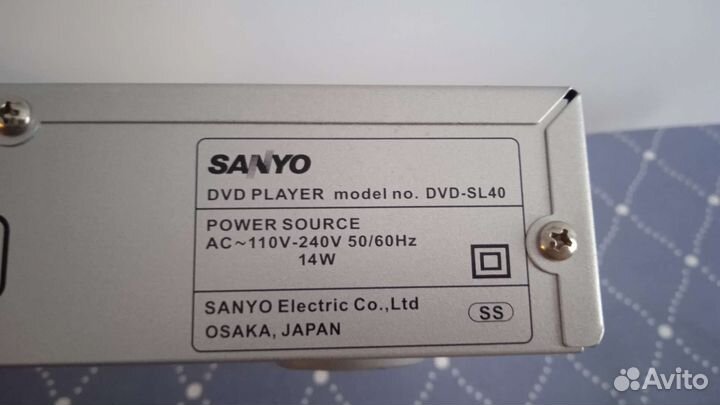 SANYO
DVD PLAYER model no. DVD-SL40
POWER SOURCE
AC~110V-240V 50/60Hz
14W
SANYO Electric Co.,Ltd
OSAKA, JAPAN
SS
Avito